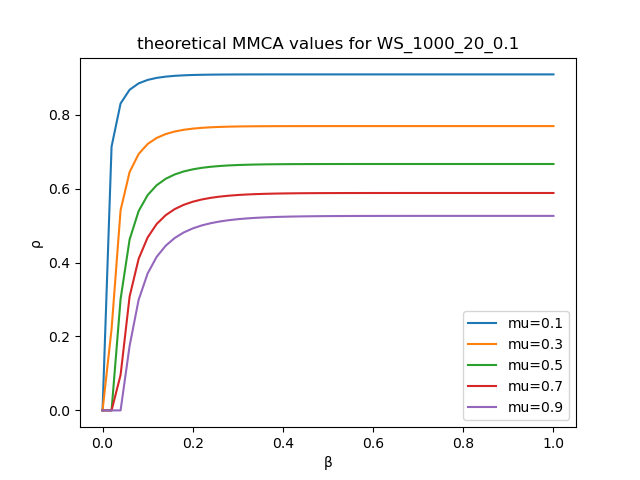 theoretical MMCA values for WS_1000_20_0.1
ρ
0.8
0.6
0.4
0.2
0.0
0.0 0.2 0.4 0.6 0.8 1.0
β
mu=0.1
mu=0.3
mu=0.5
mu=0.7
mu=0.9